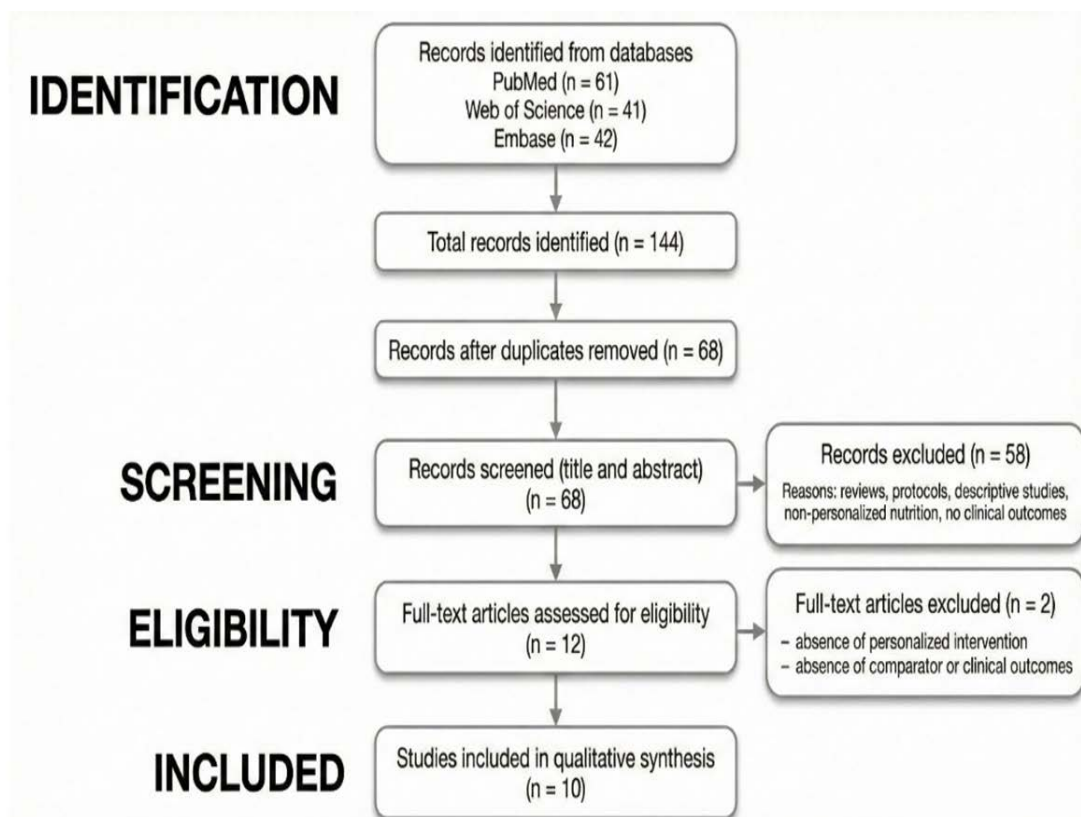 IDENTIFICATION
Records identified from databases
PubMed (n = 61)
Web of Science (n = 41)
Embase (n = 42)
Total records identified (n = 144)
Records after duplicates removed (n = 68)
SCREENING
Records screened (title and abstract)
(n = 68)
Records excluded (n = 58)
Reasons: reviews, protocols, descriptive studies,
non-personalized nutrition, no clinical outcomes
ELIGIBILITY
Full-text articles assessed for eligibility
(n = 12)
Full-text articles excluded (n = 2)
– absence of personalized intervention
– absence of comparator or clinical outcomes
INCLUDED
Studies included in qualitative synthesis
(n = 10)